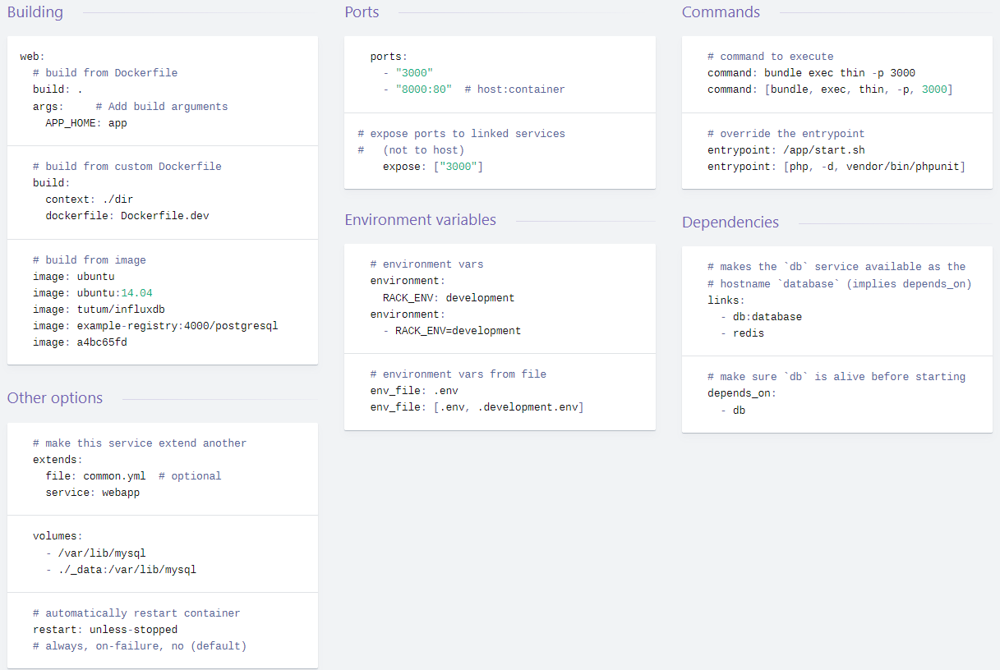 Building
web:
  # build from Dockerfile
  build: .
  args:     # Add build arguments
    APP_HOME: app
  # build from custom Dockerfile
  build:
    context: ./dir
    dockerfile: Dockerfile.dev
  # build from image
  image: ubuntu
  image: ubuntu:14.04
  image: tutum/influxdb
  image: example-registry:4000/postgresql
  image: a4bc65fd
Other options
  # make this service extend another
  extends:
    file: common.yml  # optional
    service: webapp
  volumes:
    - /var/lib/mysql
    - ./_data:/var/lib/mysql
  # automatically restart container
  restart: unless-stopped
  # always, on-failure, no (default)
Ports
  ports:
    - "3000"
    - "8000:80"  # host:container
# expose ports to linked services
#   (not to host)
    expose: ["3000"]
Environment variables
  # environment vars
  environment:
    RACK_ENV: development
  environment:
    - RACK_ENV=development
  # environment vars from file
  env_file: .env
  env_file: [.env, .development.env]
Commands
  # command to execute
  command: bundle exec thin -p 3000
  command: [bundle, exec, thin, -p, 3000]
  # override the entrypoint
  entrypoint: /app/start.sh
  entrypoint: [php, -d, vendor/bin/phpunit]
Dependencies
  # makes the `db` service available as the
  # hostname `database` (implies depends_on)
  links:
    - db:database
    - redis
  # make sure `db` is alive before starting
  depends_on:
    - db